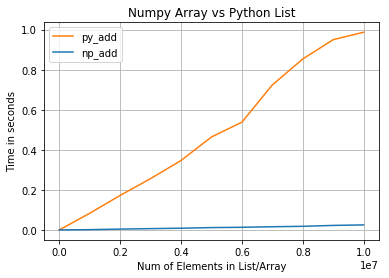 Numpy Array vs Python List
py_add
np_add
Time in seconds
1.0
0.8
0.6
0.4
0.2
0.0
0.0
0.2
0.4
0.6
0.8
1.0
1e7
Num of Elements in List/Array